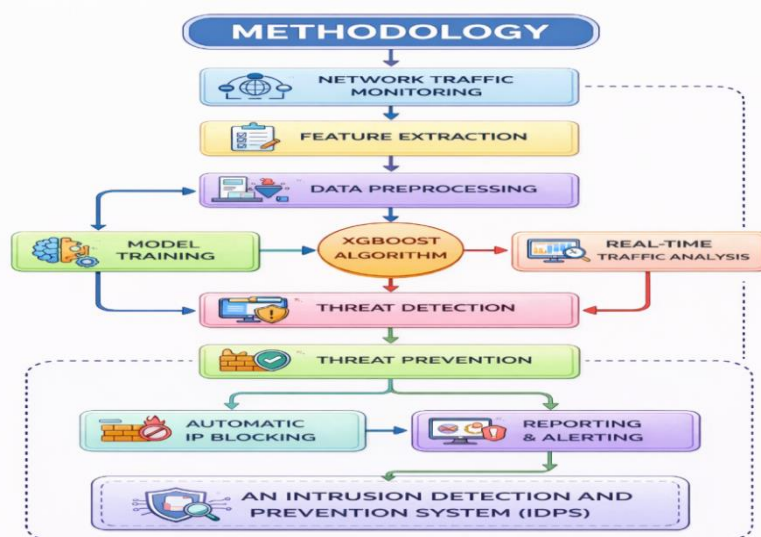 METHODOLOGY
NETWORK TRAFFIC
MONITORING
FEATURE EXTRACTION
DATA PREPROCESSING
MODEL
TRAINING
XGBOOST
ALGORITHM
REAL-TIME
TRAFFIC ANALYSIS
THREAT DETECTION
THREAT PREVENTION
AUTOMATIC
IP BLOCKING
REPORTING
& ALERTING
AN INTRUSION DETECTION AND
PREVENTION SYSTEM (IDPS)